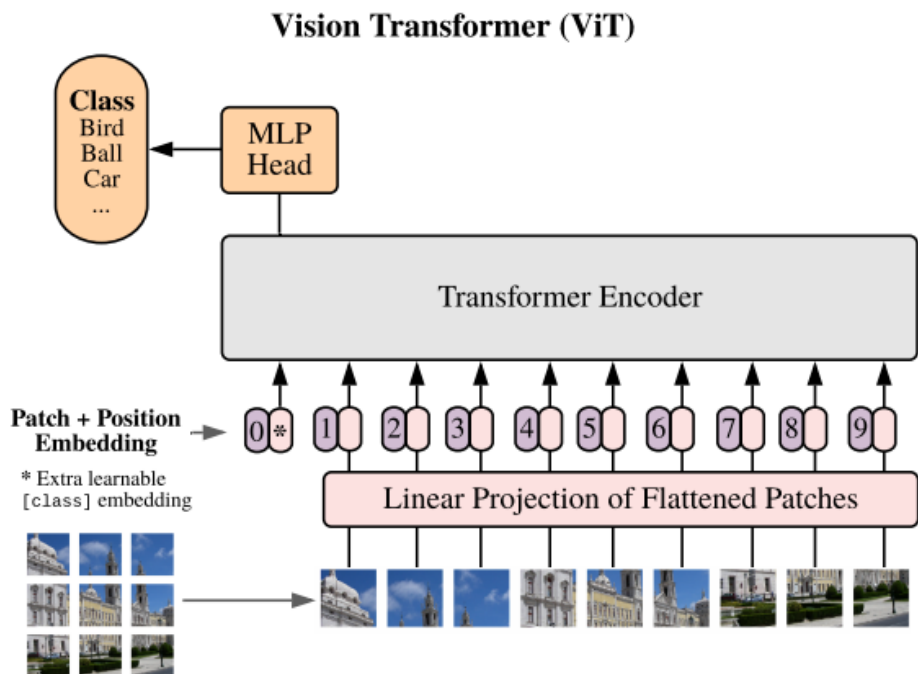 Vision Transformer (ViT)
Class
Bird
Ball
Car
...
MLP
Head
Transformer Encoder
Patch + Position
Embedding
0 * 1 2 3 4 5 6 7 8 9
* Extra learnable
[class] embedding
Linear Projection of Flattened Patches